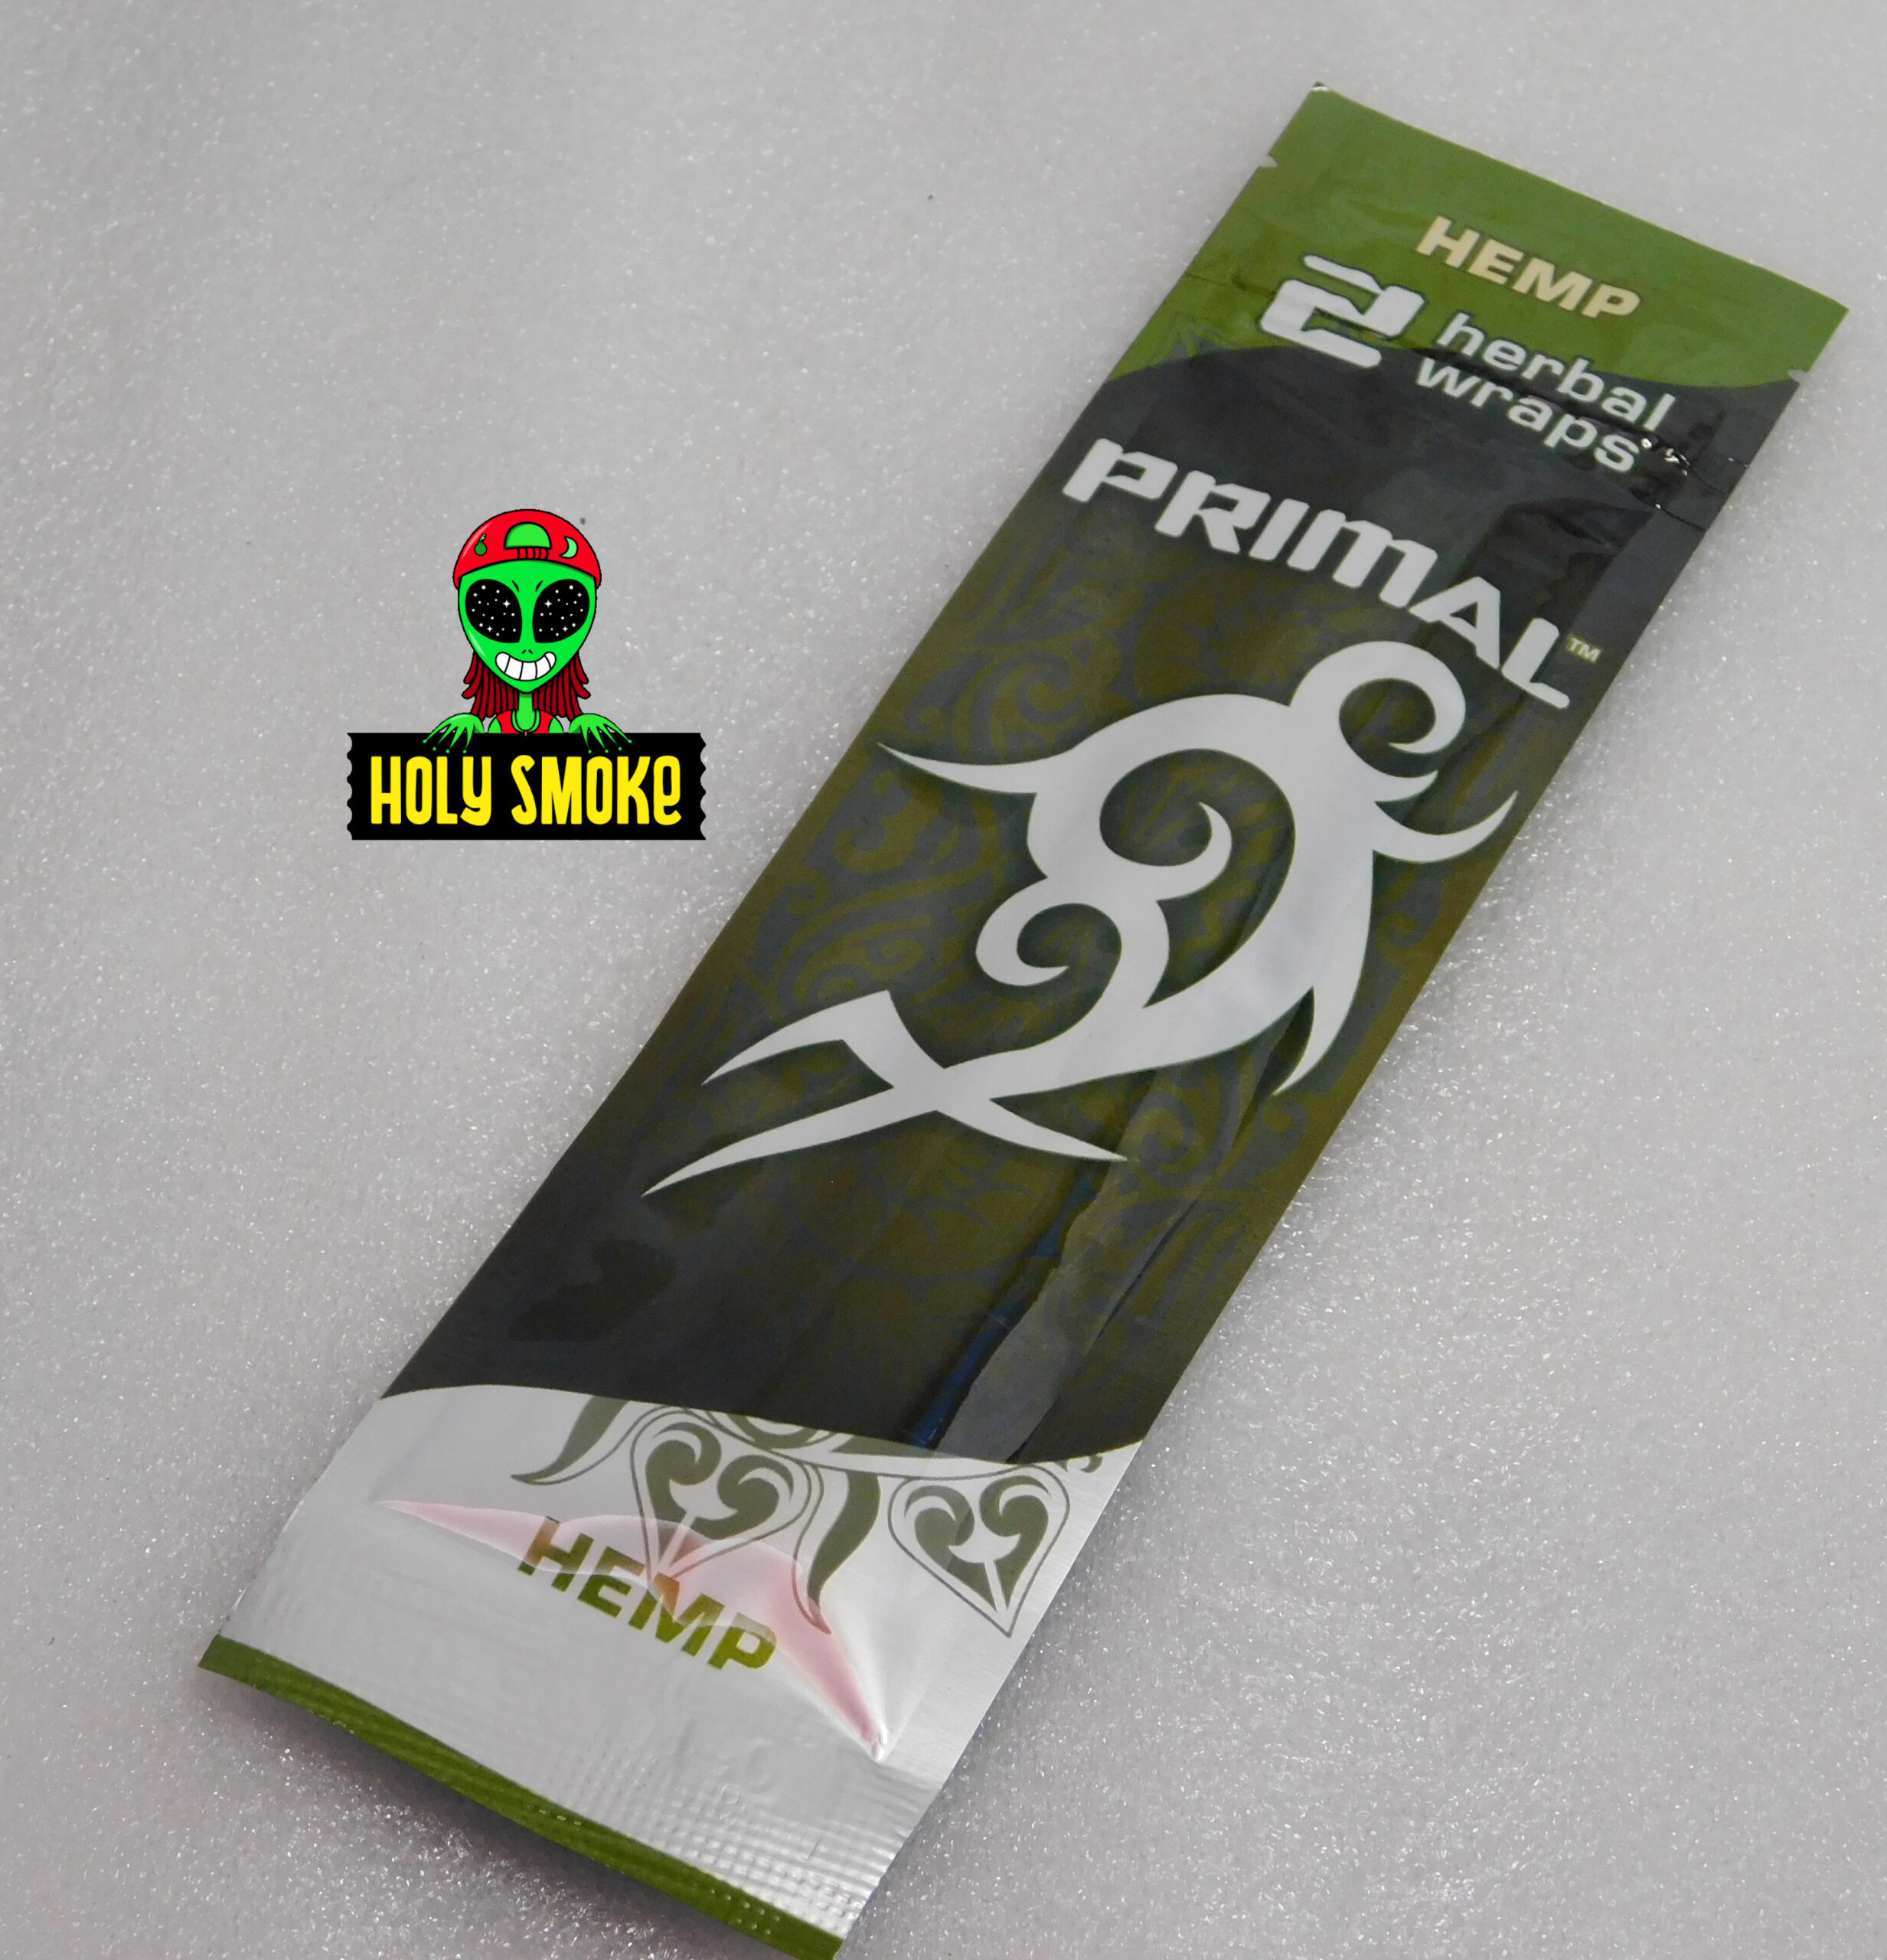 HEMP
2 herbal
wraps
PRIMAL™
HOLY SMOKE
HEMP